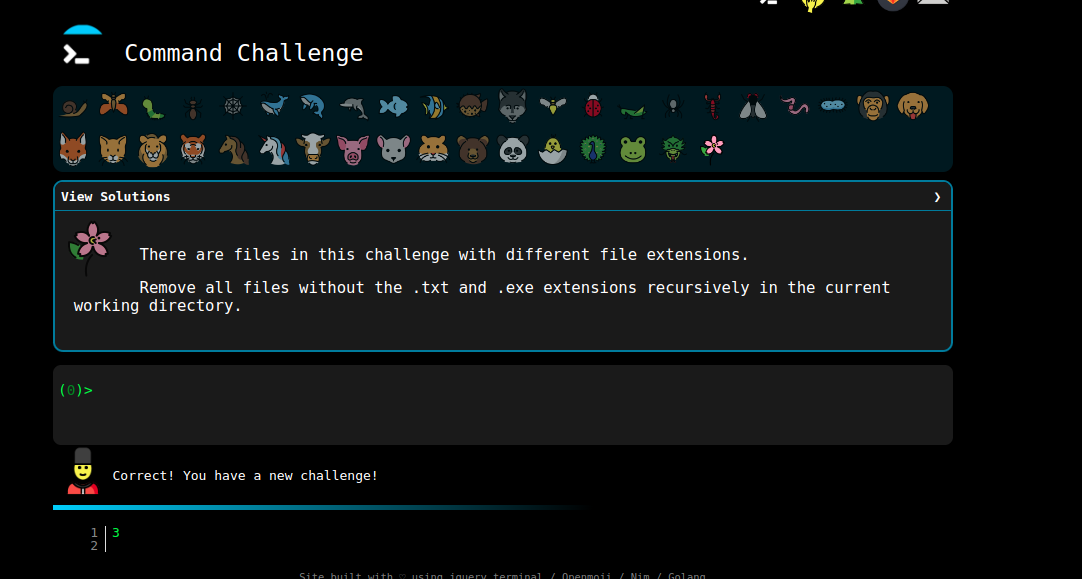 Command Challenge
View Solutions ❯
There are files in this challenge with different file extensions.
Remove all files without the .txt and .exe extensions recursively in the current
working directory.
(0)>
Correct! You have a new challenge!
1 3
2
Site built with ♡ using jquery terminal / Openmoji / Nim / Golang